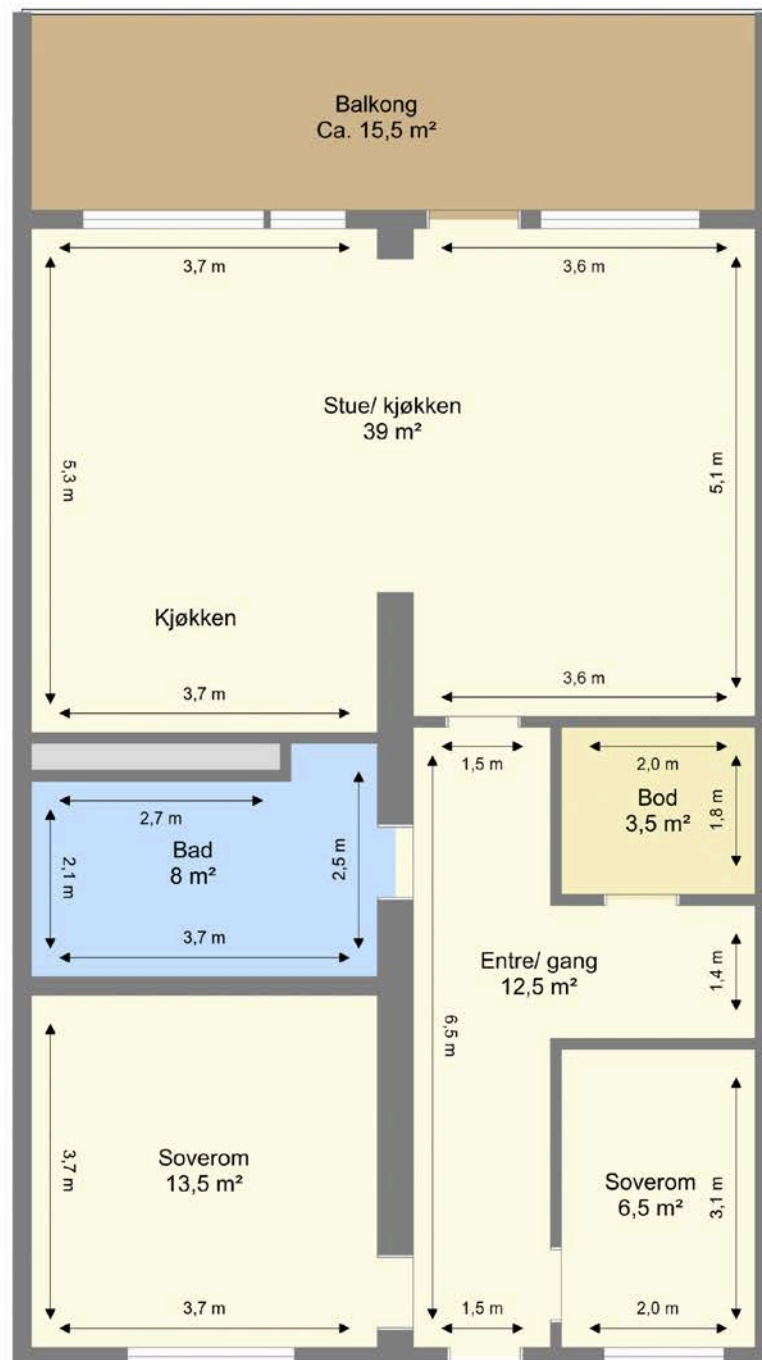 Balkong
Ca. 15,5 m²
3,7 m
3,6 m
Stue/ kjøkken
39 m²
5,3 m
5,1 m
Kjøkken
3,7 m
3,6 m
1,5 m
2,0 m
Bod
3,5 m²
1,8 m
2,7 m
Bad
8 m²
2,1 m
2,5 m
3,7 m
Entre/ gang
12,5 m²
1,4 m
6,5 m
Soverom
13,5 m²
3,7 m
Soverom
6,5 m²
3,1 m
3,7 m
1,5 m
2,0 m